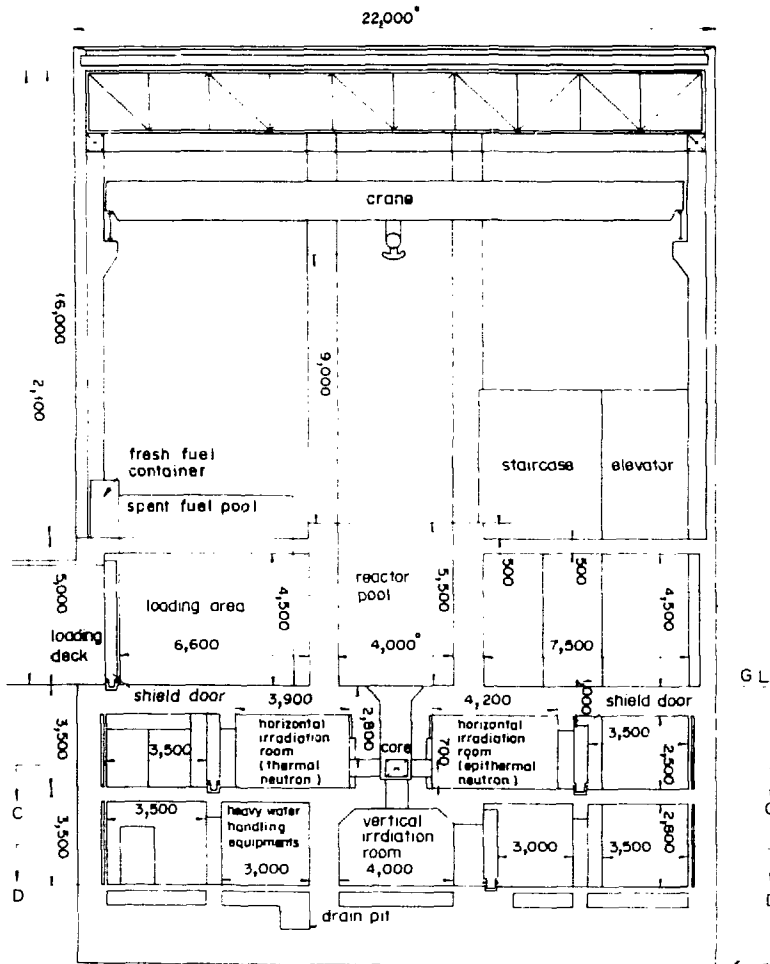 22,000ᵒ
crane
16,000
2,100
9,000
staircase
elevator
fresh fuel
container
spent fuel pool
5,000
loading
deck
loading area
6,600
4,500
reactor
pool
4,000ᵒ
5,500
500
500
7,500
4,500
GL
shield door
3,900
2,800
4,200
1,000
shield door
3,500
3,500
horizontal
irradiation
room
(thermal
neutron)
core
700
horizontal
irradiation
room
(epithermal
neutron)
3,500
2,500
C
C
3,500
3,500
heavy water
handling
equipments
3,000
vertical
irrdiation
room
4,000
3,000
3,500
2,800
D
D
drain pit